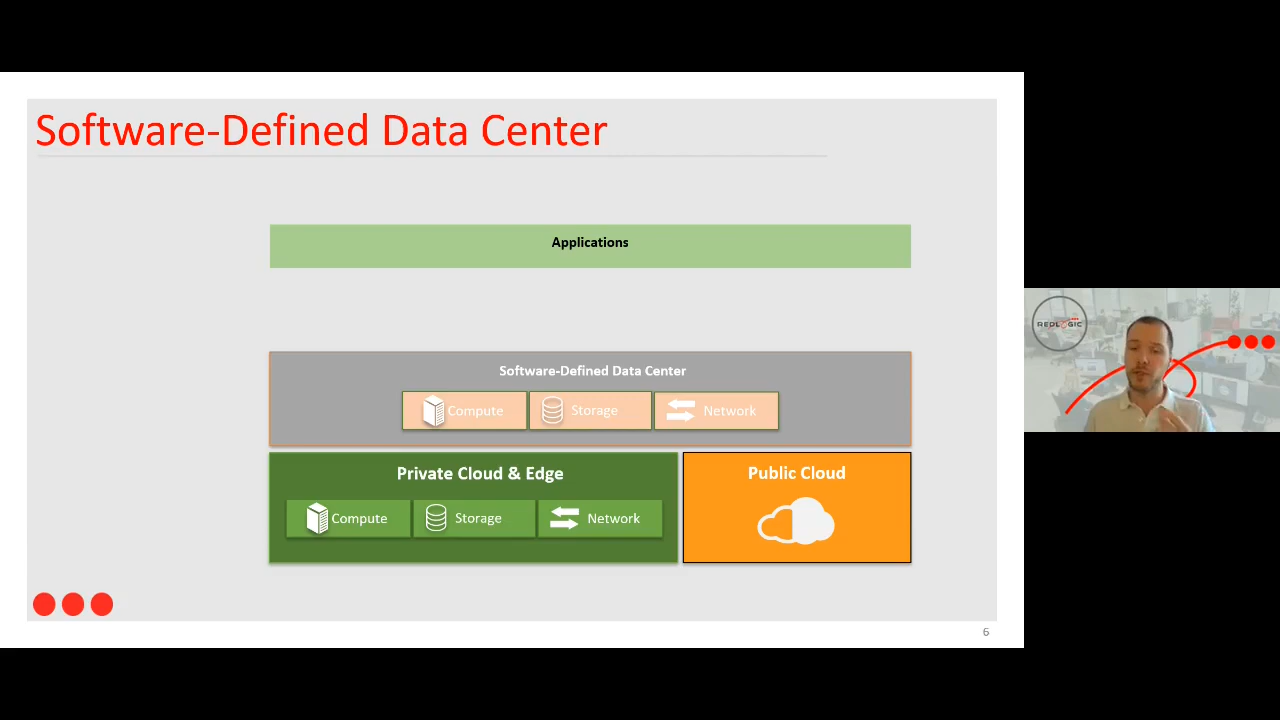 Software-Defined Data Center
Applications
Software-Defined Data Center
Compute
Storage
Network
Private Cloud & Edge
Public Cloud
Compute
Storage
Network
6
REDLOGIC